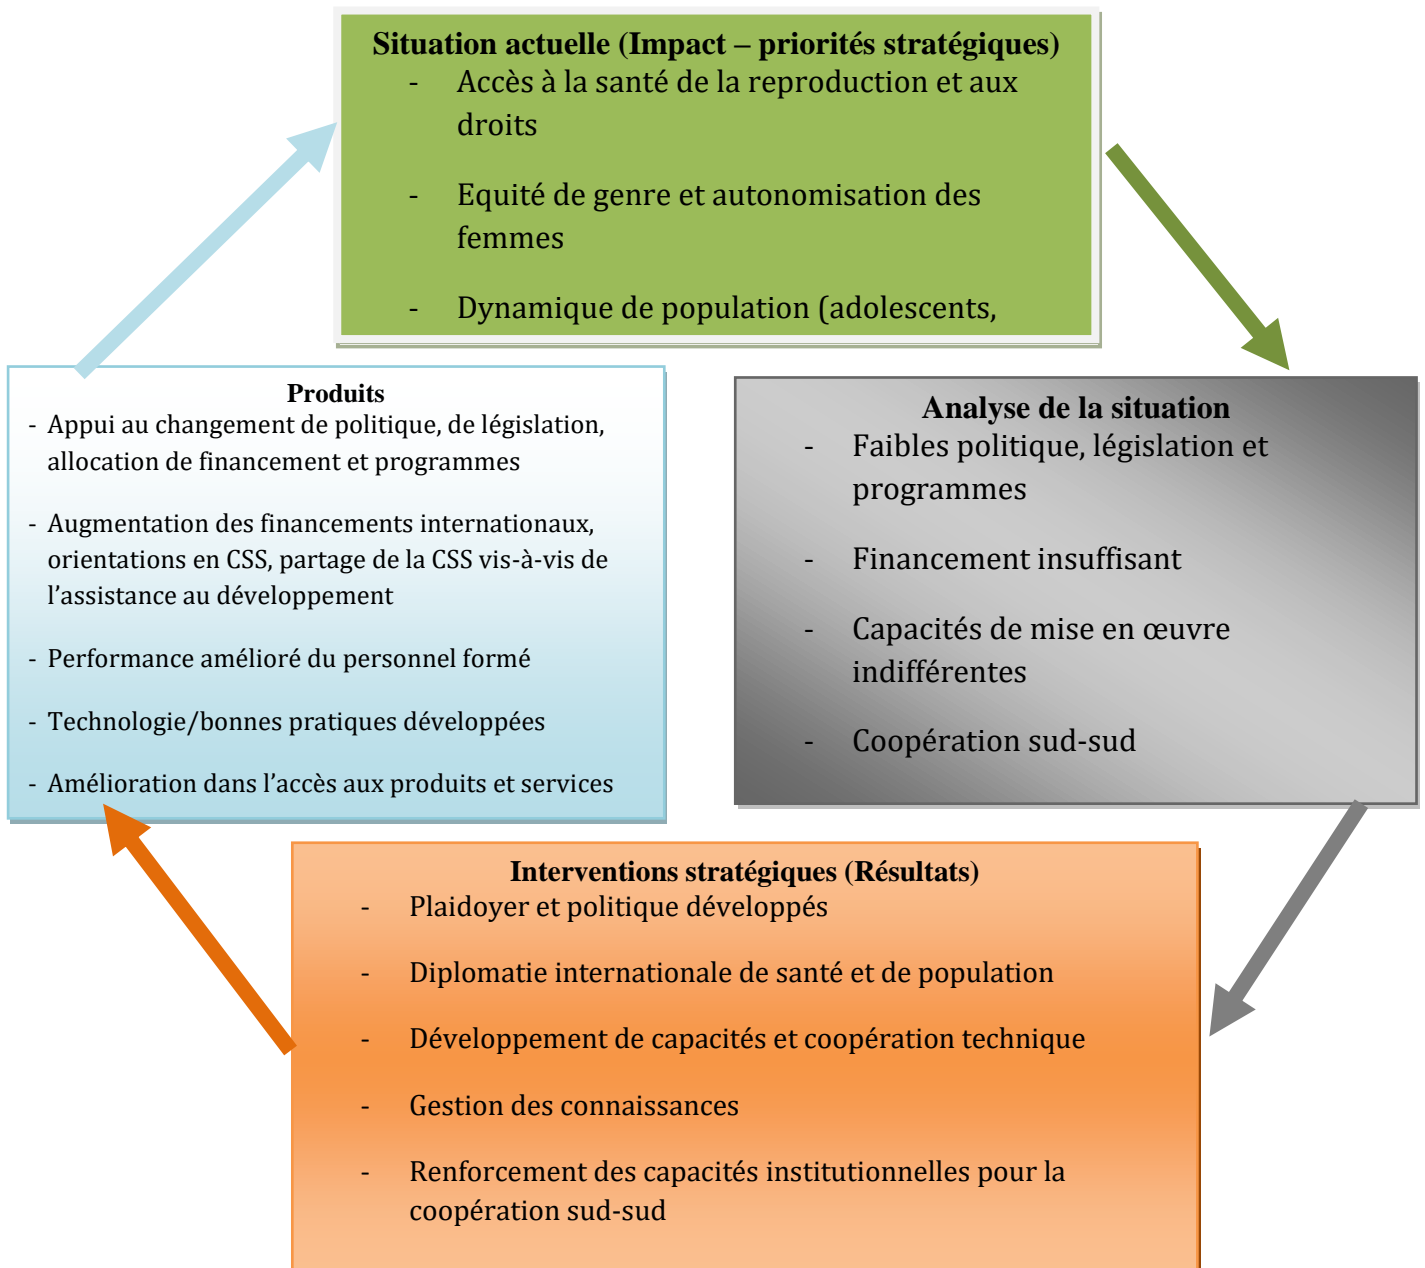 Situation actuelle (Impact – priorités stratégiques)
- Accès à la santé de la reproduction et aux
droits
- Equité de genre et autonomisation des
femmes
- Dynamique de population (adolescents,
Produits
- Appui au changement de politique, de législation,
allocation de financement et programmes
- Augmentation des financements internationaux,
orientations en CSS, partage de la CSS vis-à-vis de
l’assistance au développement
- Performance amélioré du personnel formé
- Technologie/bonnes pratiques développées
- Amélioration dans l’accès aux produits et services
Analyse de la situation
- Faibles politique, législation et
programmes
- Financement insuffisant
- Capacités de mise en œuvre
indifférentes
- Coopération sud-sud
Interventions stratégiques (Résultats)
- Plaidoyer et politique développés
- Diplomatie internationale de santé et de population
- Développement de capacités et coopération technique
- Gestion des connaissances
- Renforcement des capacités institutionnelles pour la
coopération sud-sud